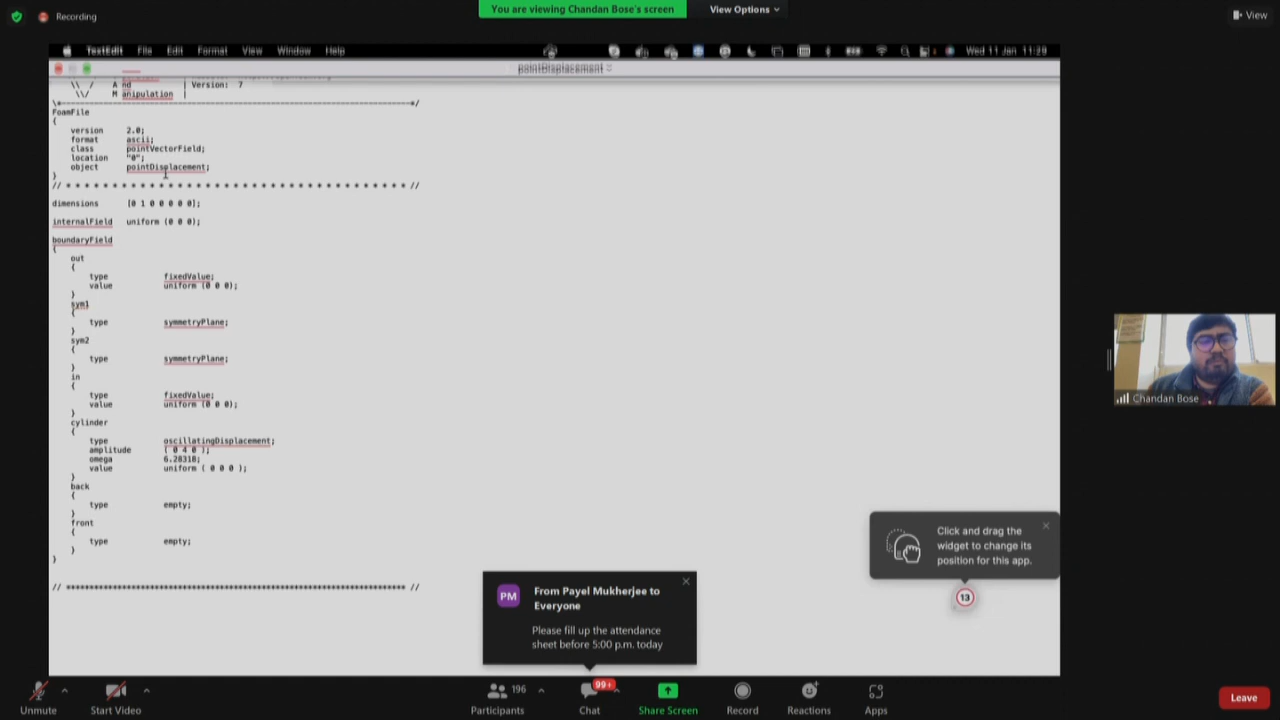 Recording
You are viewing Chandan Bose's screen
View Options
View
TextEdit File Edit Format View Window Help
Wed 11 Jan 11:29
pointDisplacement
\\ / A nd | Version: 7
\\/ M anipulation |
\*---------------------------------------------------------------------------*/
FoamFile
{
version 2.0;
format ascii;
class pointVectorField;
location "0";
object pointDisplacement;
}
// * * * * * * * * * * * * * * * * * * * * * * * * * * * * * * * * * * * * * //
dimensions [0 1 0 0 0 0 0];
internalField uniform (0 0 0);
boundaryField
{
out
{
type fixedValue;
value uniform (0 0 0);
}
sym1
{
type symmetryPlane;
}
sym2
{
type symmetryPlane;
}
in
{
type fixedValue;
value uniform (0 0 0);
}
cylinder
{
type oscillatingDisplacement;
amplitude ( 0 4 0 );
omega 6.28318;
value uniform ( 0 0 0 );
}
back
{
type empty;
}
front
{
type empty;
}
}
// ************************************************************************* //
Chandan Bose
Click and drag the
widget to change its
position for this app.
13
PM
From Payel Mukherjee to
Everyone
Please fill up the attendance
sheet before 5:00 p.m. today
Unmute
Start Video
196
Participants
99+
Chat
Share Screen
Record
Reactions
Apps
Leave